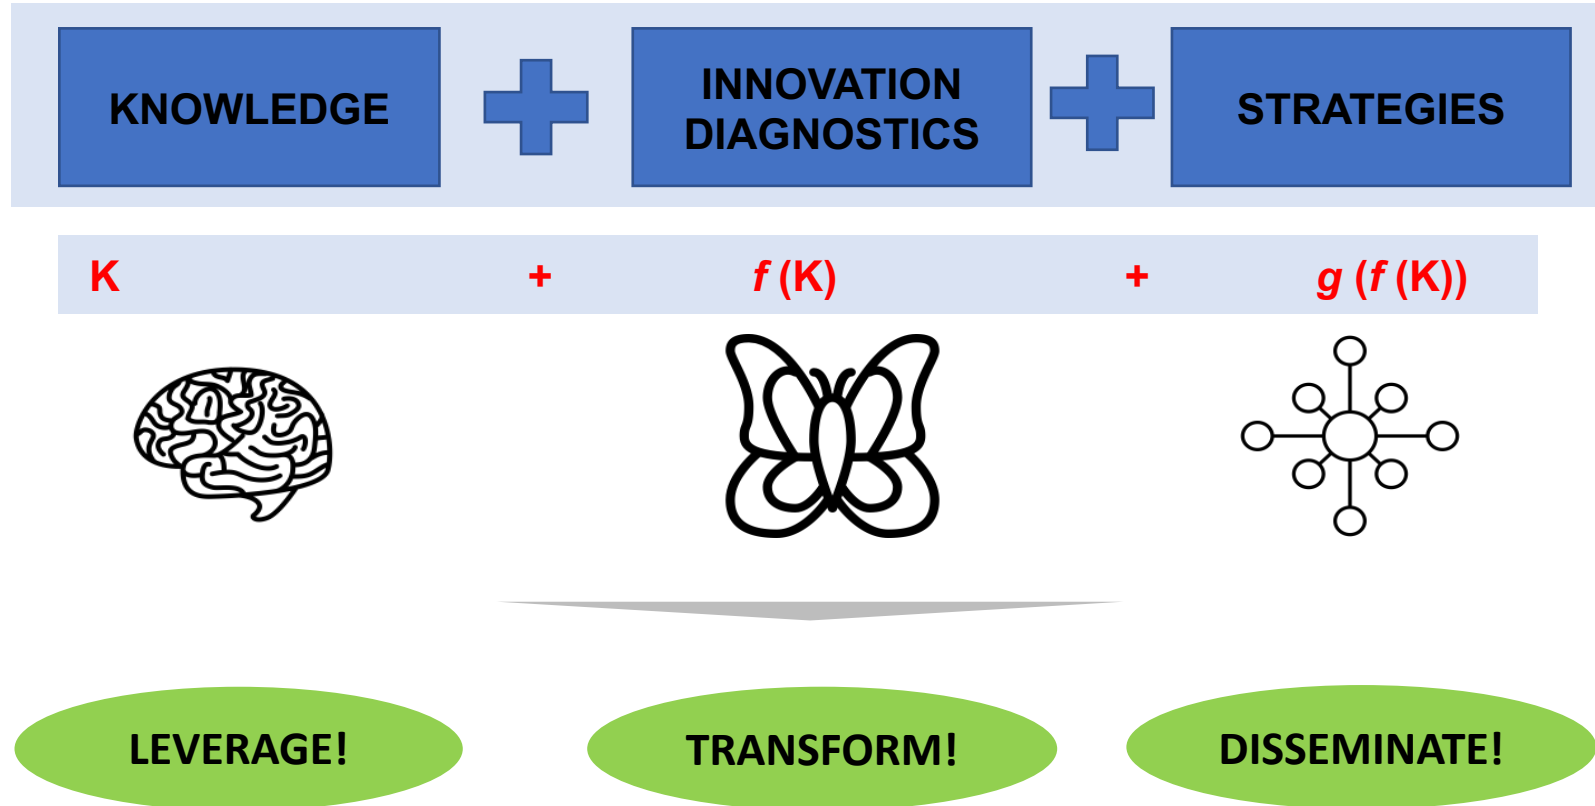 KNOWLEDGE
INNOVATION
DIAGNOSTICS
STRATEGIES
K + f (K) + g (f (K))
LEVERAGE!
TRANSFORM!
DISSEMINATE!